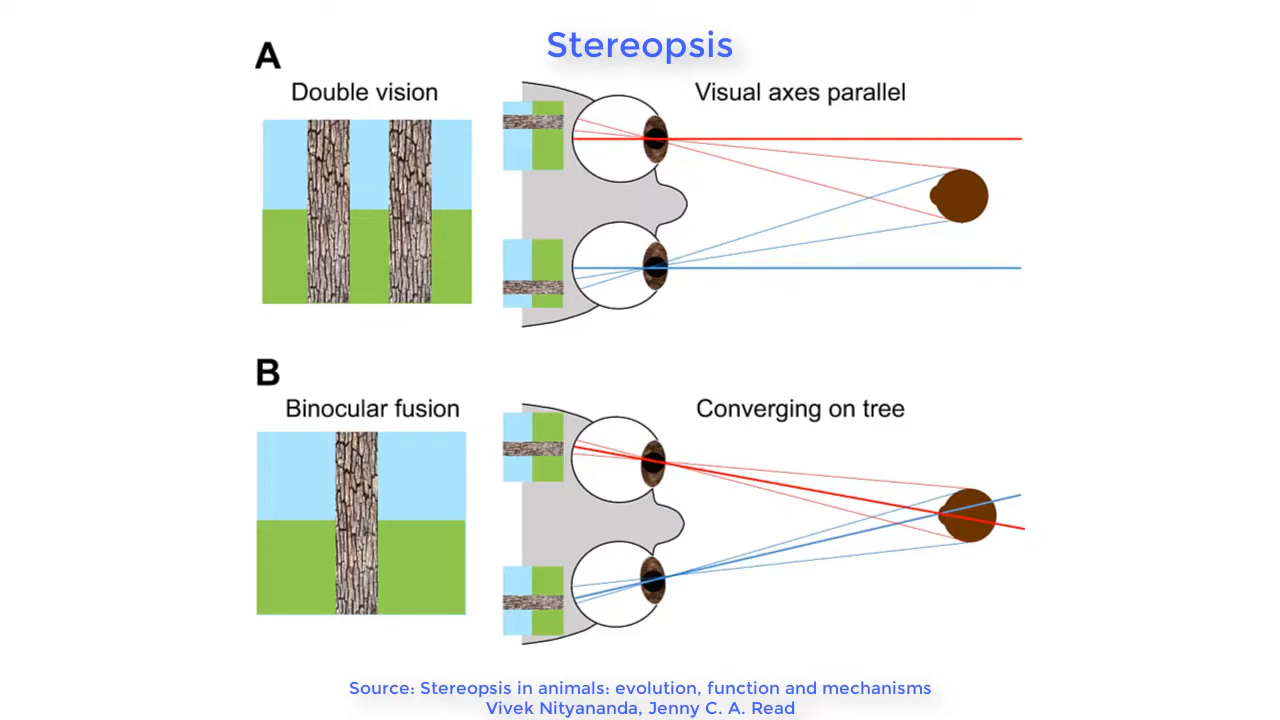 Stereopsis
A
Double vision
Visual axes parallel
B
Binocular fusion
Converging on tree
Source: Stereopsis in animals: evolution, function and mechanisms
Vivek Nityananda, Jenny C. A. Read